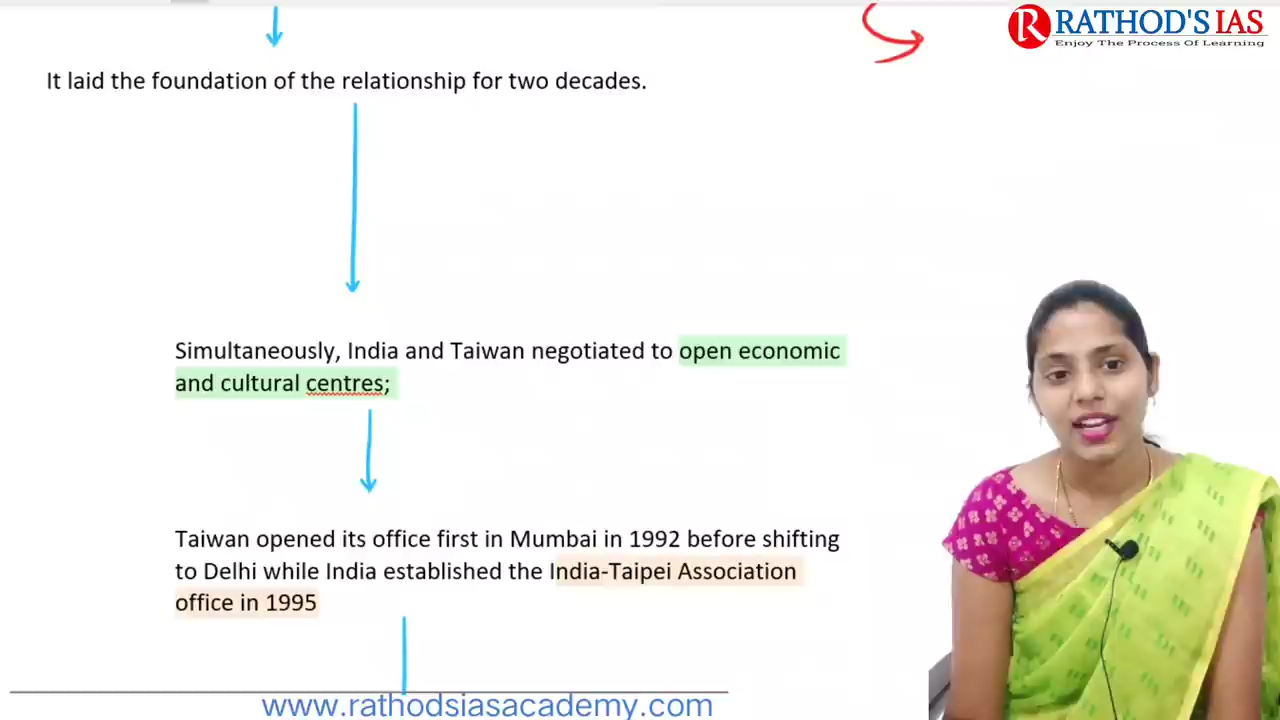 RATHOD'S IAS
Enjoy The Process Of Learning
It laid the foundation of the relationship for two decades.
Simultaneously, India and Taiwan negotiated to open economic
and cultural centres;
Taiwan opened its office first in Mumbai in 1992 before shifting
to Delhi while India established the India-Taipei Association
office in 1995
www.rathodsiasacademy.com